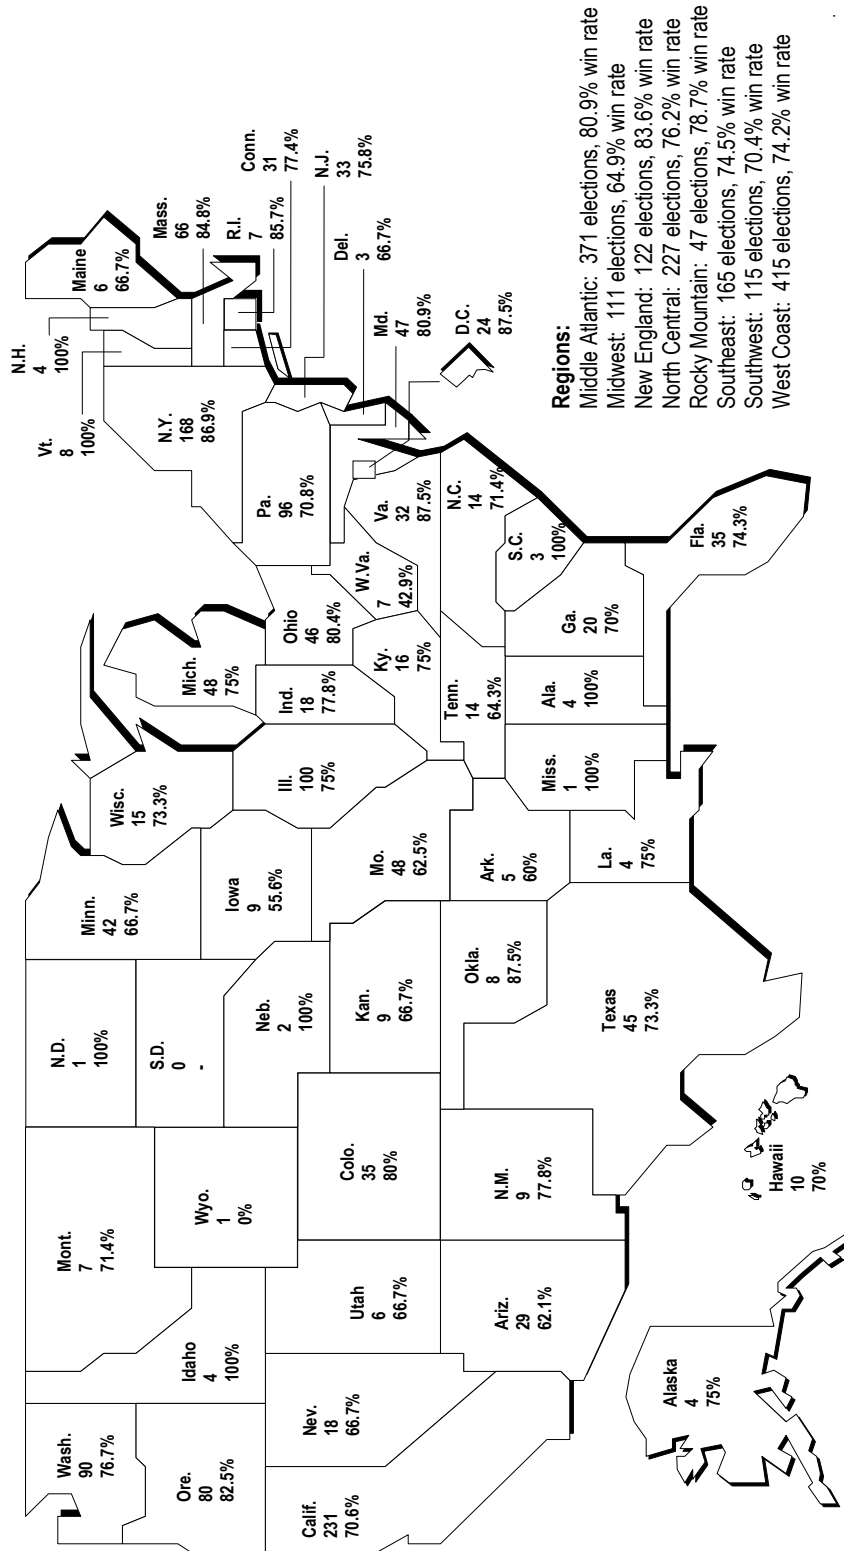 Wash.
90
76.7%
Ore.
80
82.5%
Calif.
231
70.6%
Nev.
18
66.7%
Idaho
4
100%
Mont.
7
71.4%
Wyo.
1
0%
Utah
6
66.7%
Ariz.
29
62.1%
Colo.
35
80%
N.M.
9
77.8%
N.D.
1
100%
S.D.
0
-
Neb.
2
100%
Kan.
9
66.7%
Okla.
8
87.5%
Texas
45
73.3%
Minn.
42
66.7%
Iowa
9
55.6%
Mo.
48
62.5%
Ark.
5
60%
La.
4
75%
Wisc.
15
73.3%
Ill.
100
75%
Mich.
48
75%
Ind.
18
77.8%
Ohio
46
80.4%
Ky.
16
75%
Tenn.
14
64.3%
Miss.
1
100%
Ala.
4
100%
Ga.
20
70%
Fla.
35
74.3%
S.C.
3
100%
N.C.
14
71.4%
Va.
32
87.5%
W.Va.
7
42.9%
Pa.
96
70.8%
N.Y.
168
86.9%
Vt.
8
100%
N.H.
4
100%
Maine
6
66.7%
Mass.
66
84.8%
R.I.
7
85.7%
Conn.
31
77.4%
N.J.
33
75.8%
Del.
3
66.7%
Md.
47
80.9%
D.C.
24
87.5%
Alaska
4
75%
Hawaii
10
70%
Regions:
Middle Atlantic: 371 elections, 80.9% win rate
Midwest: 111 elections, 64.9% win rate
New England: 122 elections, 83.6% win rate
North Central: 227 elections, 76.2% win rate
Rocky Mountain: 47 elections, 78.7% win rate
Southeast: 165 elections, 74.5% win rate
Southwest: 115 elections, 70.4% win rate
West Coast: 415 elections, 74.2% win rate